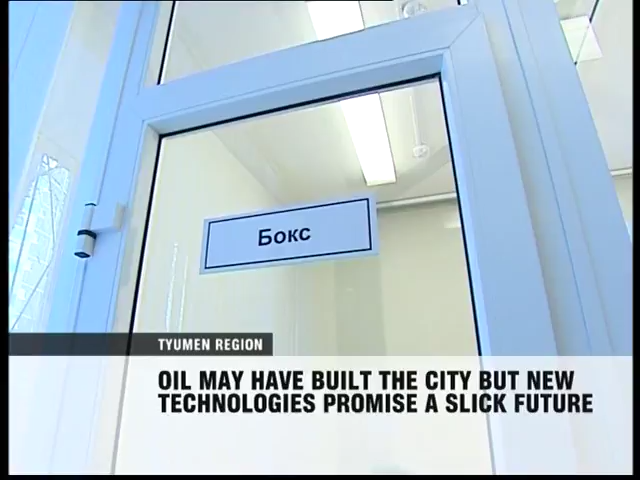 Бокс
TYUMEN REGION
OIL MAY HAVE BUILT THE CITY BUT NEW
TECHNOLOGIES PROMISE A SLICK FUTURE